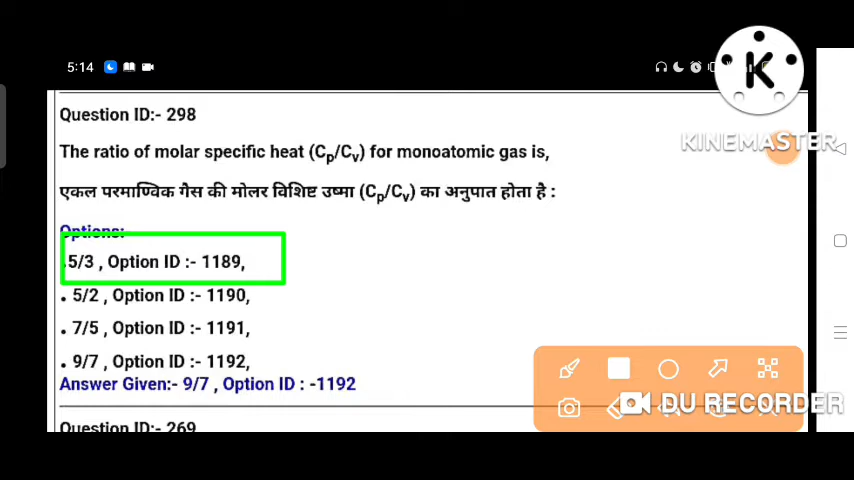 5:14
Question ID:- 298
The ratio of molar specific heat (Cp/Cv) for monoatomic gas is,
एकल परमाण्विक गैस की मोलर विशिष्ट उष्मा (Cp/Cv) का अनुपात होता है :
Options:
.5/3 , Option ID :- 1189,
. 5/2 , Option ID :- 1190,
. 7/5 , Option ID :- 1191,
. 9/7 , Option ID :- 1192,
Answer Given:- 9/7 , Option ID : -1192
Question ID:- 269
K
KINEMASTER
DU RECORDER